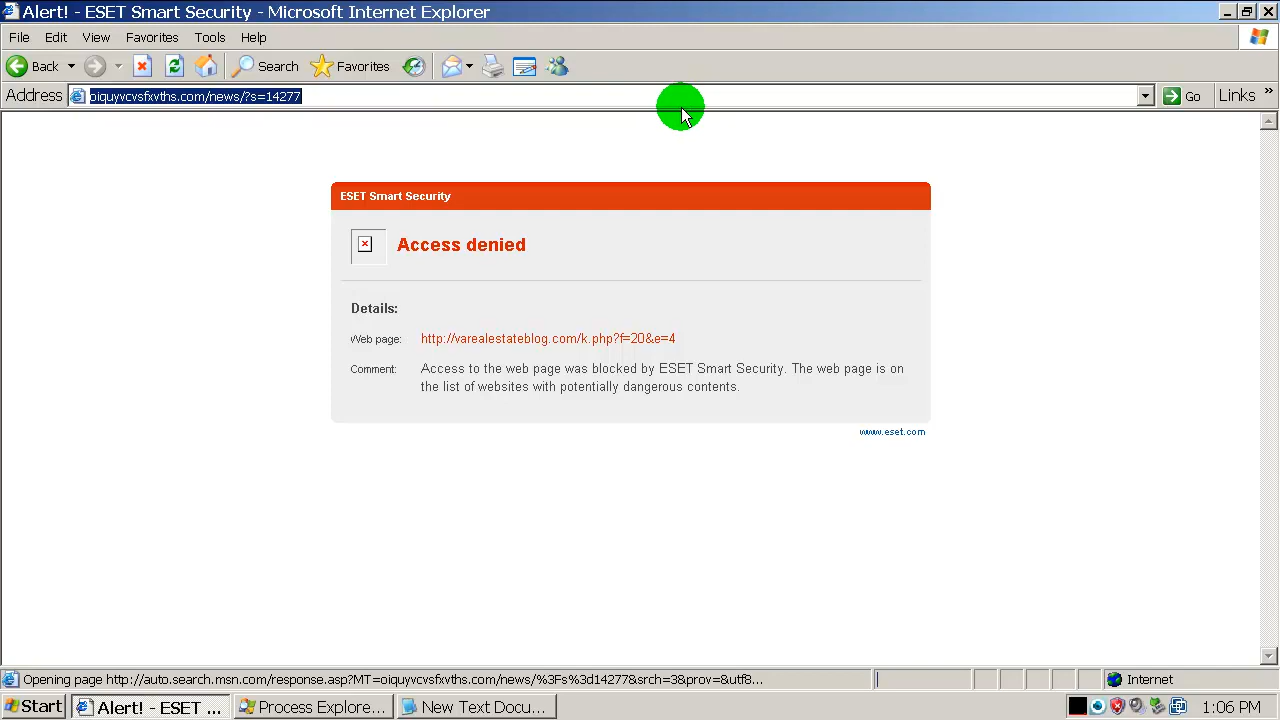 Alert! - ESET Smart Security - Microsoft Internet Explorer
File Edit View Favorites Tools Help
Back Search Favorites
Address oiquyvcvsfxvths.com/news/?s=14277 Go Links »
ESET Smart Security
Access denied
Details:
Web page: http://varealestateblog.com/k.php?f=20&e=4
Comment: Access to the web page was blocked by ESET Smart Security. The web page is on
the list of websites with potentially dangerous contents.
www.eset.com
Opening page http://auto.search.msn.com/response.asp?MT=oiquyvcvsfxvths.com/news/%3Fs%3d14277&srch=3&prov=&utf8... Internet
Start Alert! - ESET ... Process Explora... New Text Docu... 1:06 PM